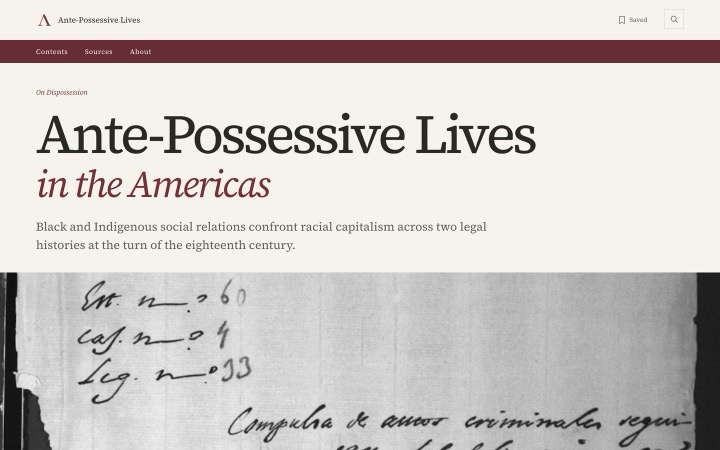 Ante-Possessive Lives
Saved
Contents Sources About
On Dispossession
Ante-Possessive Lives
in the Americas
Black and Indigenous social relations confront racial capitalism across two legal
histories at the turn of the eighteenth century.
Est. n.º 60
Caj. n.º 4
Leg. n.º 33
Compulsa de autos criminales segui-